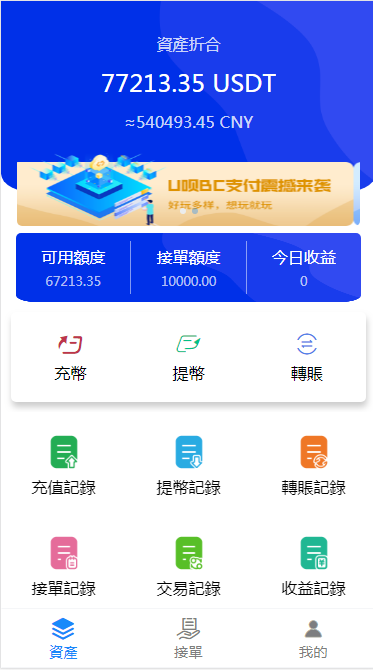 資產折合
77213.35 USDT
≈540493.45 CNY
U呗BC支付震撼来袭
好玩多样，想玩就玩
可用額度 接單額度 今日收益
67213.35 10000.00 0
充幣 提幣 轉賬
充值記錄 提幣記錄 轉賬記錄
接單記錄 交易記錄 收益記錄
資產 接單 我的